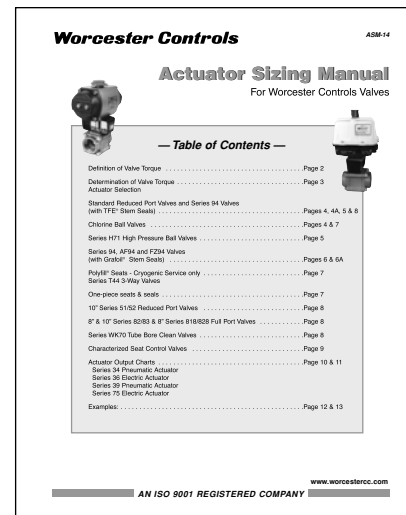 Worcester Controls
ASM-14
Actuator Sizing Manual
For Worcester Controls Valves
— Table of Contents —
Definition of Valve Torque . . . . . . . . . . . . . . . . . . . . . . . . . . . . . . . . . . . . . .Page 2
Determination of Valve Torque . . . . . . . . . . . . . . . . . . . . . . . . . . . . . . . . . . .Page 3
Actuator Selection
Standard Reduced Port Valves and Series 94 Valves
(with TFE® Stem Seals) . . . . . . . . . . . . . . . . . . . . . . . . . . . . . . . . . . . . . .Pages 4, 4A, 5 & 8
Chlorine Ball Valves . . . . . . . . . . . . . . . . . . . . . . . . . . . . . . . . . . . . . . . . .Pages 4 & 7
Series H71 High Pressure Ball Valves . . . . . . . . . . . . . . . . . . . . . . . . . . . . .Page 5
Series 94, AF94 and FZ94 Valves
(with Grafoil® Stem Seals) . . . . . . . . . . . . . . . . . . . . . . . . . . . . . . . . . . . .Pages 6 & 6A
Polyfill® Seats - Cryogenic Service only . . . . . . . . . . . . . . . . . . . . . . . . . . . .Page 7
Series T44 3-Way Valves
One-piece seats & seals . . . . . . . . . . . . . . . . . . . . . . . . . . . . . . . . . . . . . .Page 7
10" Series 51/52 Reduced Port Valves . . . . . . . . . . . . . . . . . . . . . . . . . . . . .Page 8
8" & 10" Series 82/83 & 8" Series 818/828 Full Port Valves . . . . . . . . . . . . .Page 8
Series WK70 Tube Bore Clean Valves . . . . . . . . . . . . . . . . . . . . . . . . . . . . .Page 8
Characterized Seat Control Valves . . . . . . . . . . . . . . . . . . . . . . . . . . . . . . .Page 9
Actuator Output Charts . . . . . . . . . . . . . . . . . . . . . . . . . . . . . . . . . . . . . . .Page 10 & 11
Series 34 Pneumatic Actuator
Series 36 Electric Actuator
Series 39 Pneumatic Actuator
Series 75 Electric Actuator
Examples: . . . . . . . . . . . . . . . . . . . . . . . . . . . . . . . . . . . . . . . . . . . . . . . .Page 12 & 13
www.worcestercc.com
AN ISO 9001 REGISTERED COMPANY